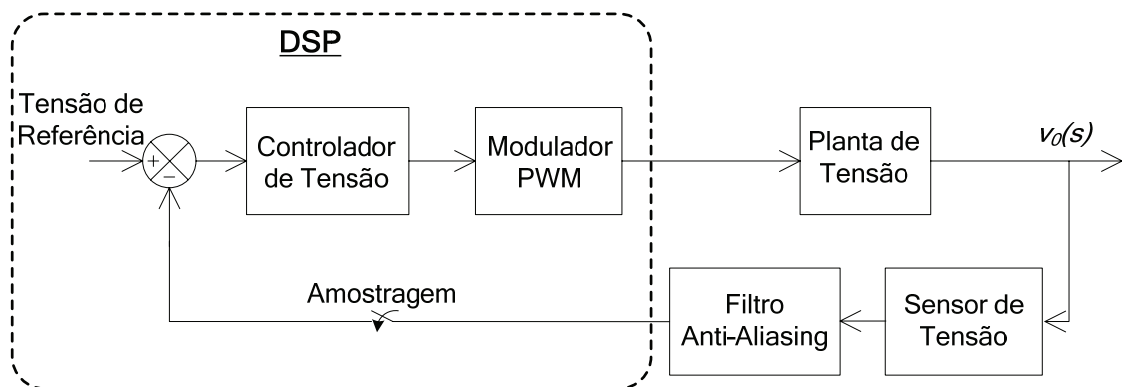 DSP
Tensão de
Referência
+
−
Controlador
de Tensão
Modulador
PWM
Planta de
Tensão
v0(s)
Amostragem
Filtro
Anti-Aliasing
Sensor de
Tensão